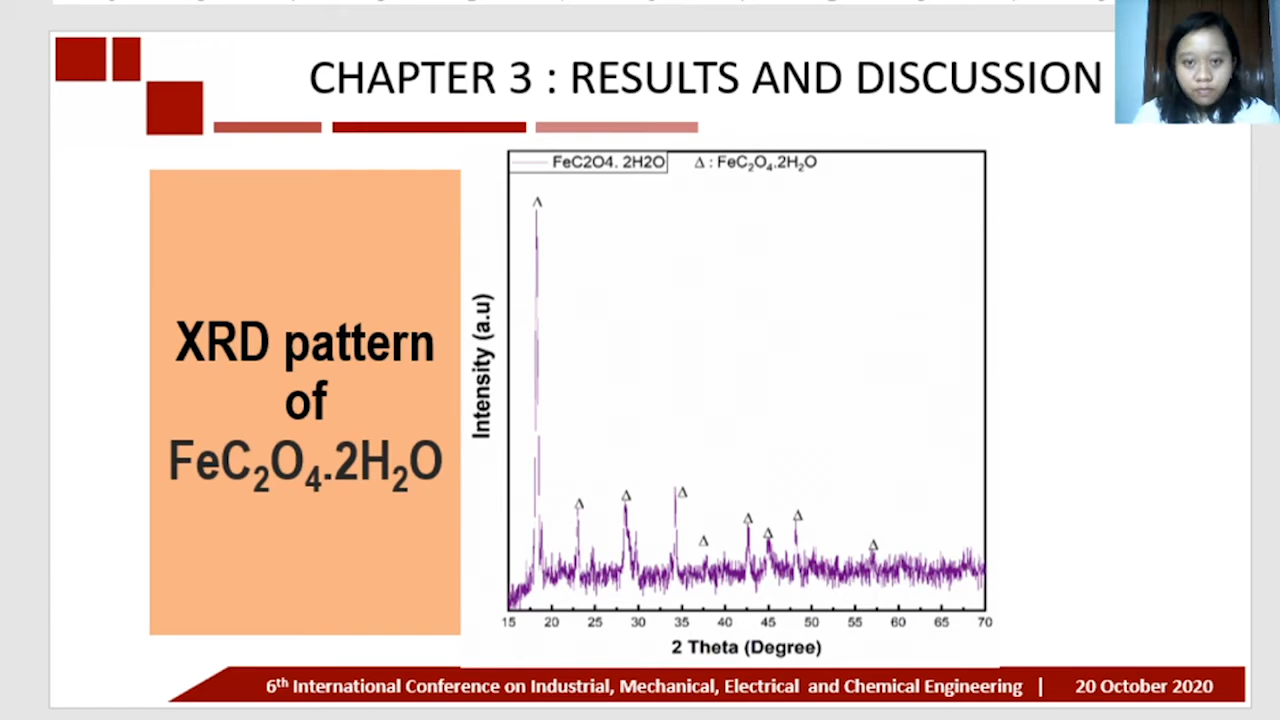 CHAPTER 3 : RESULTS AND DISCUSSION
XRD pattern
of
FeC₂O₄.2H₂O
FeC2O4. 2H2O
Δ : FeC₂O₄.2H₂O
Δ
Δ
Δ
Δ
Δ
Δ
Δ
Δ
Δ
Intensity (a.u)
15 20 25 30 35 40 45 50 55 60 65 70
2 Theta (Degree)
6th International Conference on Industrial, Mechanical, Electrical and Chemical Engineering | 20 October 2020